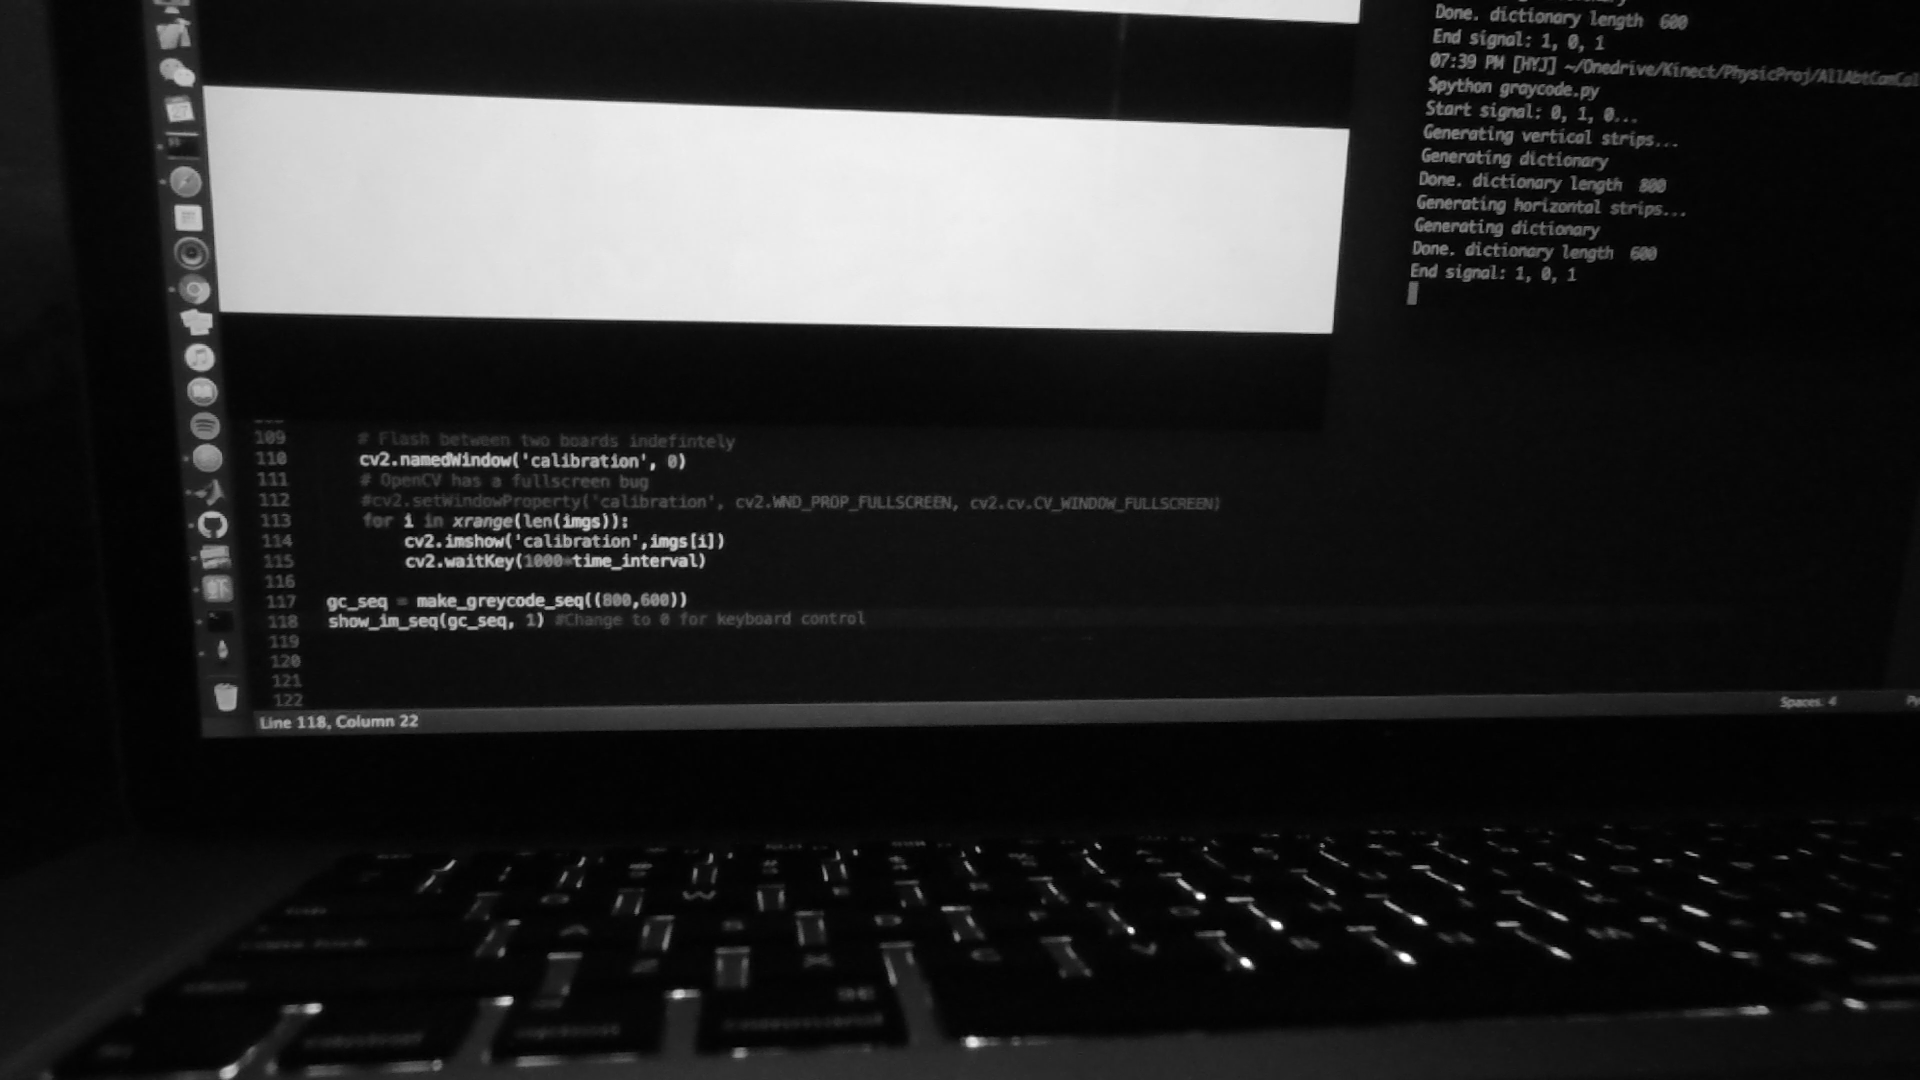 Done. dictionary length 600
End signal: 1, 0, 1
07:39 PM [HYJ] ~/Onedrive/Kinect/PhysicProj/AllAbtCamCal
$python graycode.py
Start signal: 0, 1, 0...
Generating vertical strips...
Generating dictionary
Done. dictionary length 800
Generating horizontal strips...
Generating dictionary
Done. dictionary length 600
End signal: 1, 0, 1
109 # Flash between two boards indefintely
110 cv2.namedWindow('calibration', 0)
111 # OpenCV has a fullscreen bug
112 #cv2.setWindowProperty('calibration', cv2.WND_PROP_FULLSCREEN, cv2.cv.CV_WINDOW_FULLSCREEN)
113 for i in xrange(len(imgs)):
114 cv2.imshow('calibration',imgs[i])
115 cv2.waitKey(1000*time_interval)
116
117 gc_seq = make_greycode_seq((800,600))
118 show_im_seq(gc_seq, 1) #Change to 0 for keyboard control
119
120
121
122
Line 118, Column 22
Spaces: 4